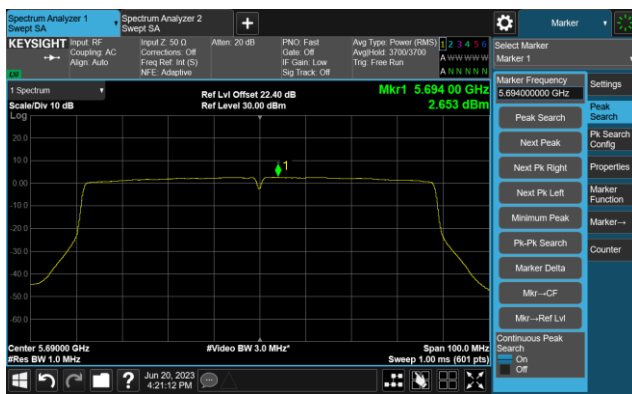 Spectrum Analyzer 1
Swept SA
Spectrum Analyzer 2
Swept SA
+
Marker
KEYSIGHT
Input: RF
Coupling: AC
Align: Auto
Input Z: 50 Ω
Corrections: Off
Freq Ref: Int (S)
NFE: Adaptive
Atten: 20 dB
PNO: Fast
Gate: Off
IF Gain: Low
Sig Track: Off
Avg Type: Power (RMS)
Avg|Hold: 3700/3700
Trig: Free Run
1 2 3 4 5 6
A W W W W W
A N N N N N
Select Marker
Marker 1
LXI
1 Spectrum
Scale/Div 10 dB
Ref Lvl Offset 22.40 dB
Ref Level 30.00 dBm
Mkr1 5.694 00 GHz
2.653 dBm
Log
20.0
10.0
0.00
-10.0
-20.0
-30.0
-40.0
-50.0
-60.0
1
Center 5.69000 GHz
#Res BW 1.0 MHz
#Video BW 3.0 MHz*
Span 100.0 MHz
Sweep 1.00 ms (601 pts)
Marker Frequency
5.694000000 GHz
Peak Search
Next Peak
Next Pk Right
Next Pk Left
Minimum Peak
Pk-Pk Search
Marker Delta
Mkr→CF
Mkr→Ref Lvl
Continuous Peak
Search
On
Off
Settings
Peak
Search
Pk Search
Config
Properties
Marker
Function
Marker→
Counter
?
Jun 20, 2023
4:21:12 PM